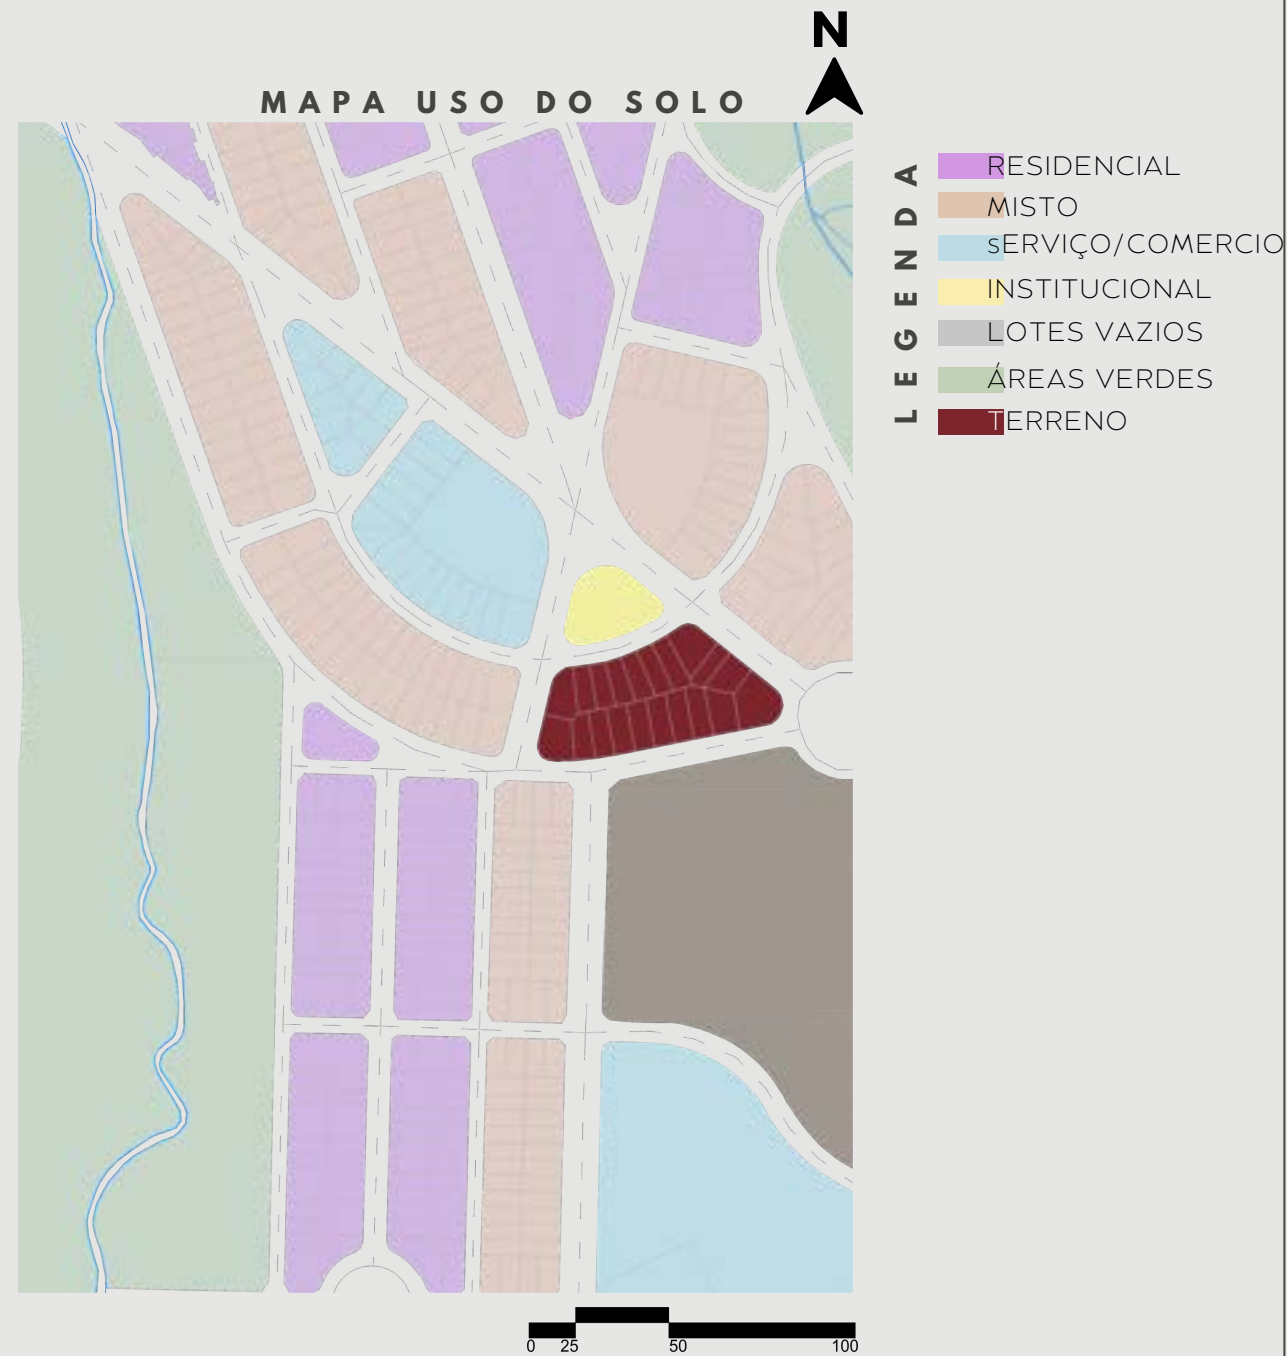 N
MAPA USO DO SOLO
LEGENDA
RESIDENCIAL
MISTO
sERVIÇO/COMERCIO
INSTITUCIONAL
LOTES VAZIOS
ÁREAS VERDES
TERRENO
0 25 50 100